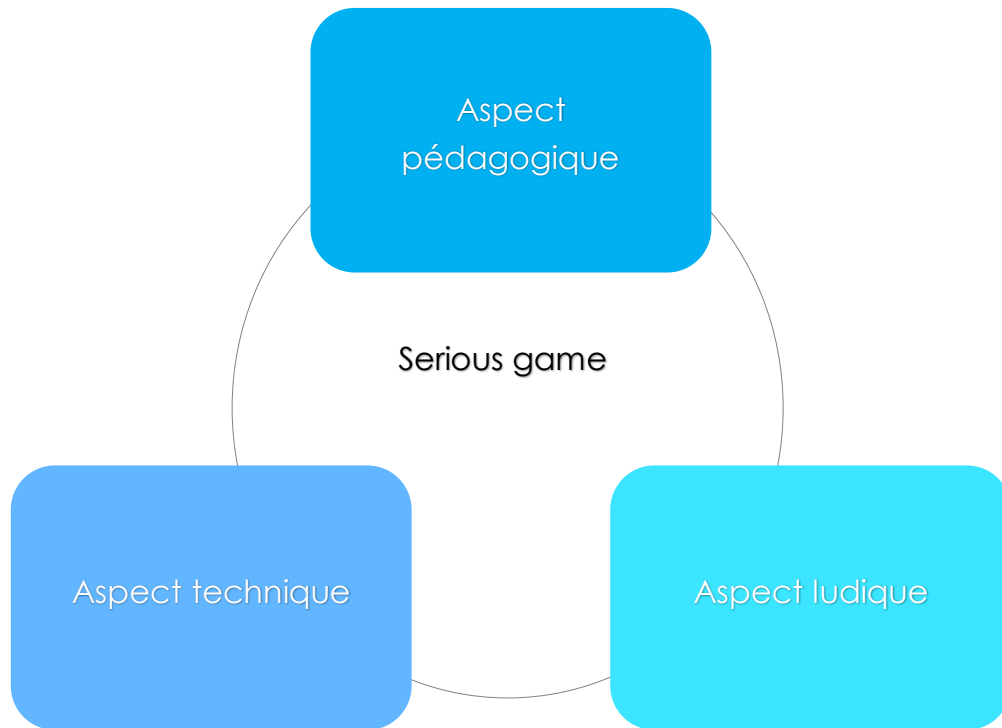 Aspect
pédagogique
Serious game
Aspect technique
Aspect ludique